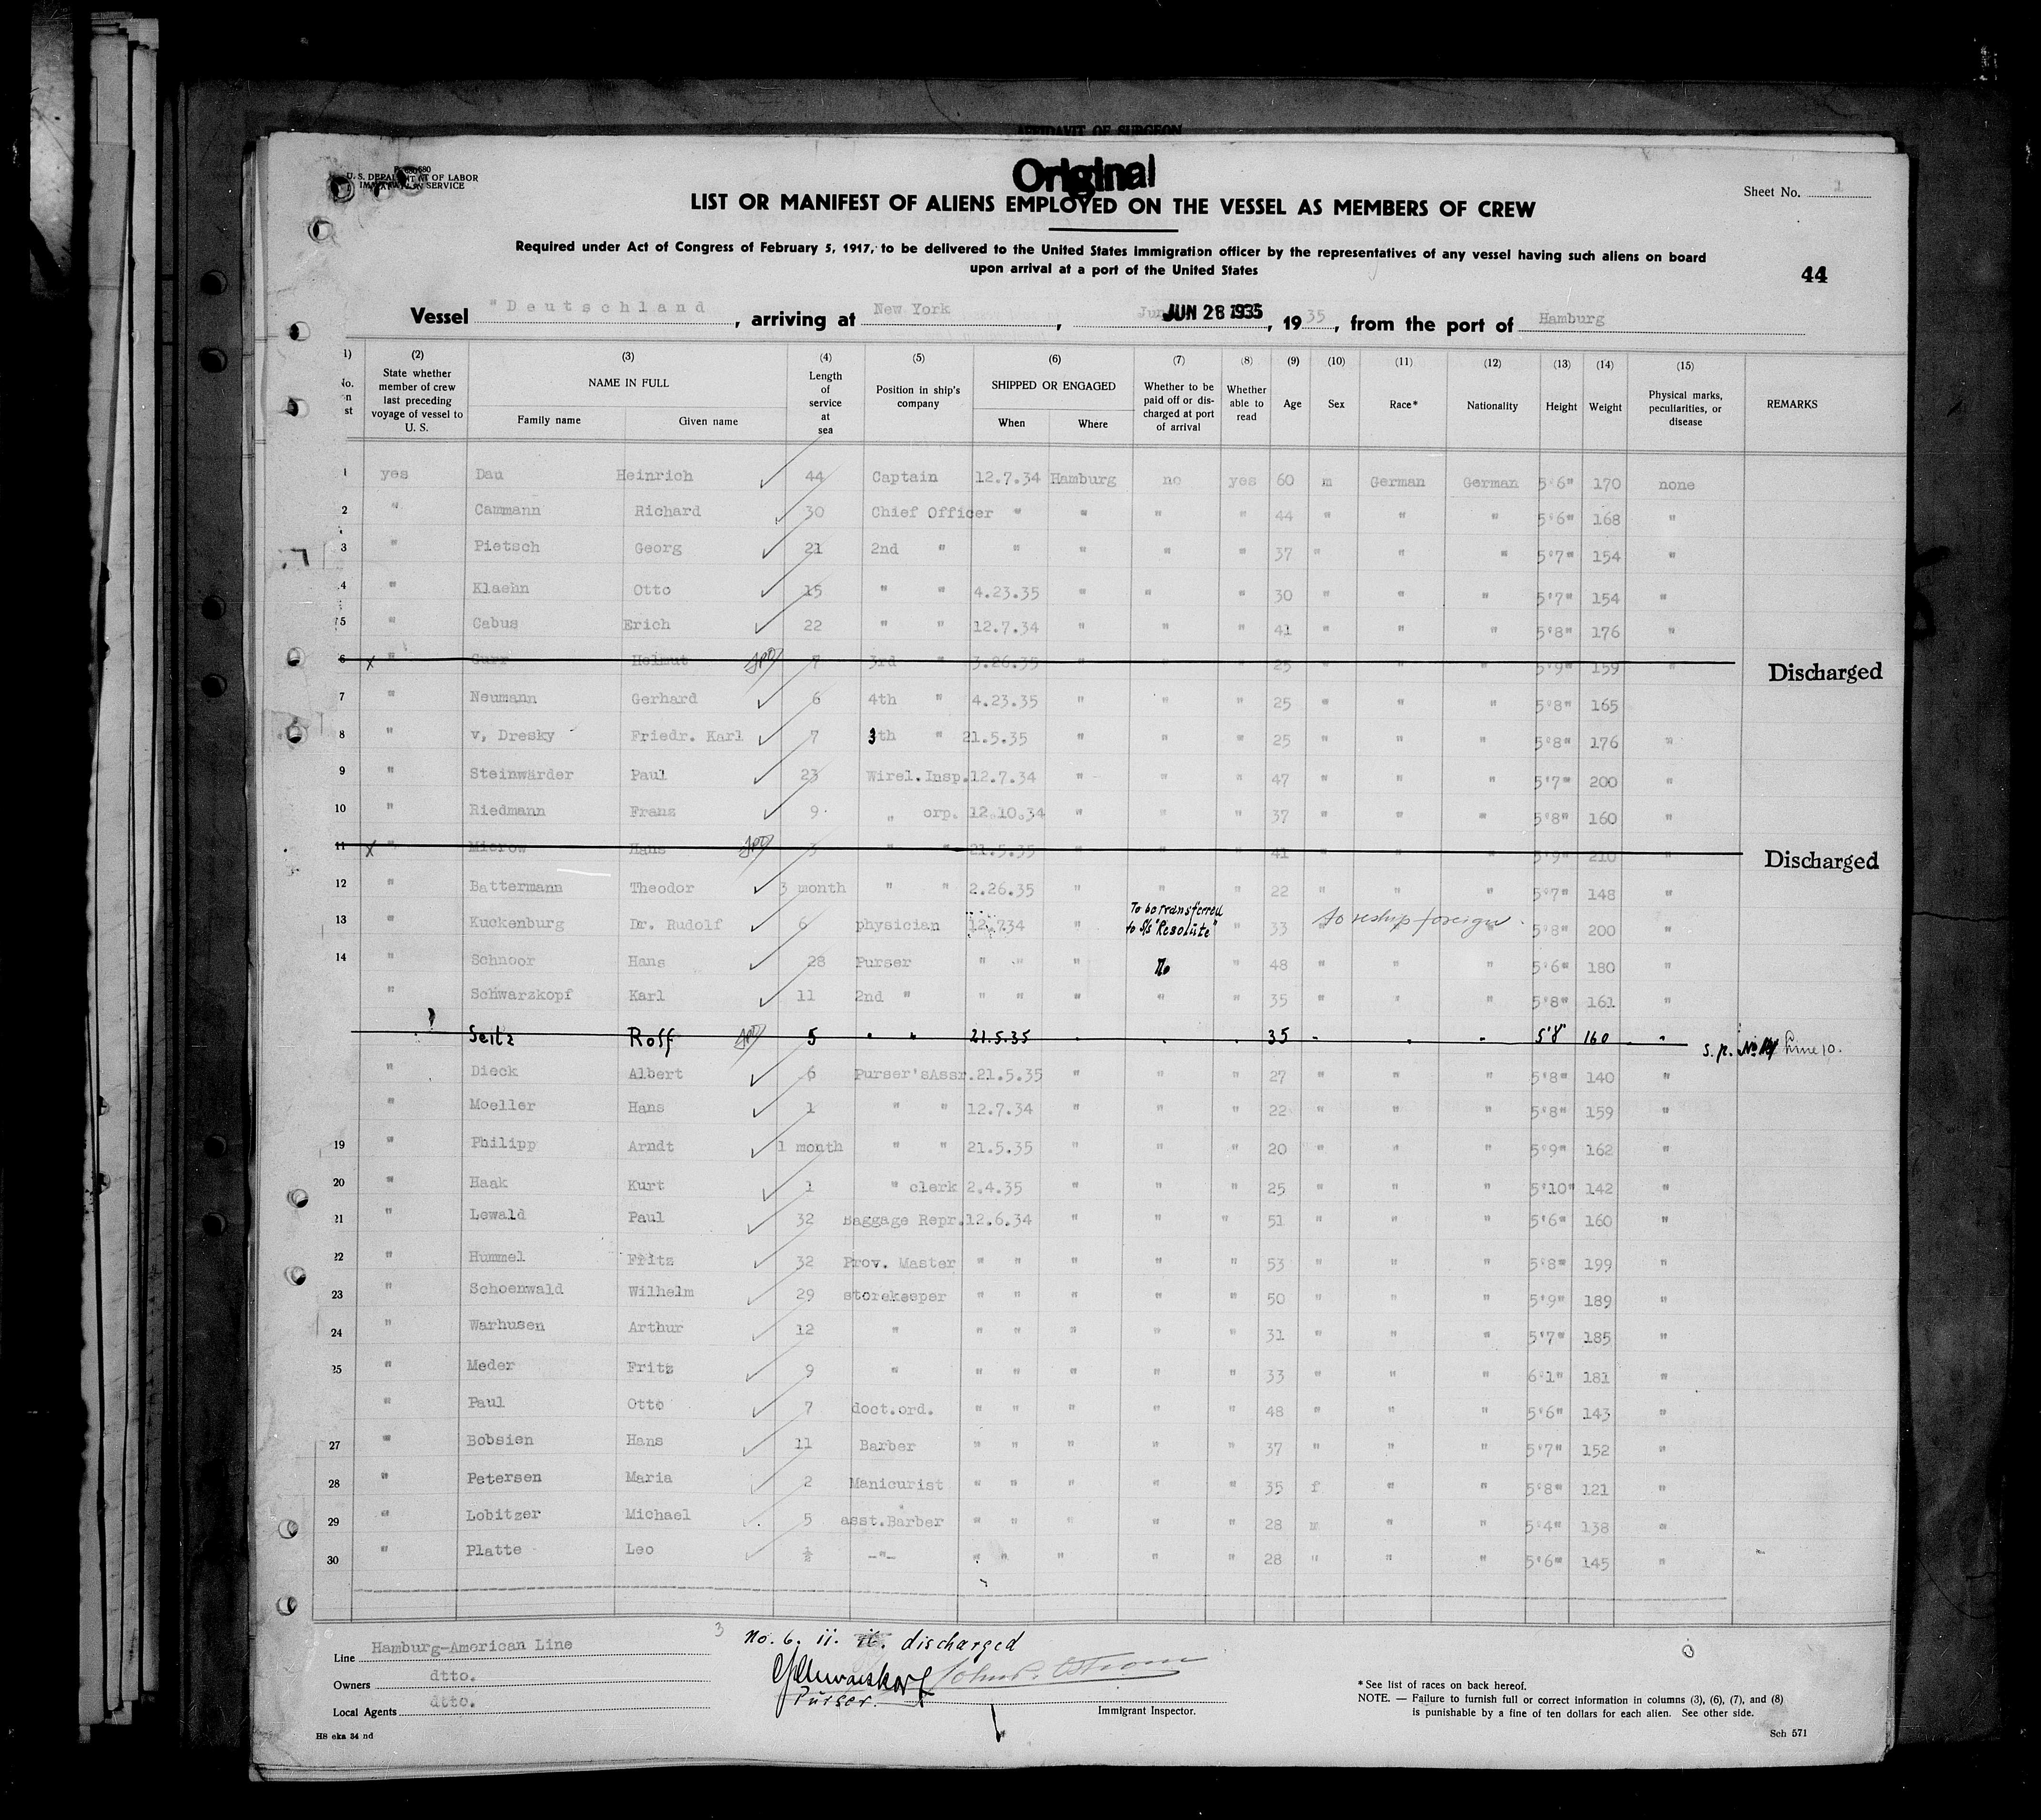 AFFIDAVIT OF SURGEON
Original
U. S. DEPARTMENT OF LABOR
IMMIGRATION SERVICE
Sheet No. 1
LIST OR MANIFEST OF ALIENS EMPLOYED ON THE VESSEL AS MEMBERS OF CREW
Required under Act of Congress of February 5, 1917, to be delivered to the United States immigration officer by the representatives of any vessel having such aliens on board
upon arrival at a port of the United States
44
Vessel "Deutschland , arriving at New York , JUN 28 1935 , 1935, from the port of Hamburg
(2) (3) (4) (5) (6) (7) (8) (9) (10) (11) (12) (13) (14) (15)
State whether member of crew last preceding voyage of vessel to U. S. NAME IN FULL Family name Given name Length of service at sea Position in ship's company SHIPPED OR ENGAGED When Where Whether to be paid off or discharged at port of arrival Whether able to read Age Sex Race* Nationality Height Weight Physical marks, peculiarities, or disease REMARKS
1 yes Dau Heinrich 44 Captain 12.7.34 Hamburg no yes 60 m German German 5'6" 170 none
2 " Cammann Richard 30 Chief Officer " " " " 44 " " " 5'6" 168 "
3 " Pietsch Georg 21 2nd " " " " " 37 " " " 5'7" 154 "
4 " Klaehn Otto 15 " " 4.23.35 " " " 30 " " " 5'7" 154 "
5 " Cabus Erich 22 " " 12.7.34 " " " 41 " " " 5'8" 176 "
6 x " Helmut 7 3rd " 3.26.35 " " " 25 " " " 5'9" 159 " Discharged
7 " Neumann Gerhard 6 4th " 4.23.35 " " " 25 " " " 5'8" 165
8 " v, Dresky Friedr. Karl 7 3th " 21.5.35 " " " 25 " " " 5'8" 176 "
9 " Steinwärder Paul 23 Wirel.Insp. 12.7.34 " " " 47 " " " 5'7" 200 "
10 " Riedmann Franz 9 " orp. 12.10.34 " " " 37 " " " 5'8" 160 "
11 x " Hans 3 " " 21.5.35 " " " 41 " " " 5'9" 210 " Discharged
12 " Battermann Theodor 3 month " " 2.26.35 " " " 22 " " " 5'7" 148 "
13 " Kuckenburg Dr. Rudolf 6 physician 12.734 " To be transferred to S/S "Resolute" " 33 to reship foreign " 5'8" 200 "
14 " Schnoor Hans 28 Purser " " " No " 48 " " " 5'6" 180 "
" Schwarzkopf Karl 11 2nd " " " " " " 35 " " " 5'8" 161 "
Seitz Rolf 5 " " 21.5.35 " " " 35 " " " 5'8" 160 " s. p. No Line 10.
" Dieck Albert 6 Purser'sAssr. 21.5.35 " " " 27 " " " 5'8" 140 "
" Moeller Hans 1 " " 12.7.34 " " " 22 " " " 5'8" 159 "
19 " Philipp Arndt 1 month " " 21.5.35 " " " 20 " " " 5'9" 162 "
20 " Haak Kurt 1 " clerk 2.4.35 " " " 25 " " " 5'10" 142 "
21 " Lewald Paul 32 Baggage Repr. 12.6.34 " " " 51 " " " 5'6" 160 "
22 " Hummel Fritz 32 Prov. Master " " " " " 53 " " " 5'8" 199 "
23 " Schoenwald Wilhelm 29 storekeeper " " " " " 50 " " " 5'9" 189 "
24 " Warhusen Arthur 12 " " " " " " 31 " " " 5'7" 185 "
25 " Meder Fritz 9 " " " " " " 33 " " " 6'1" 181 "
" Paul Otto 7 doct.ord. " " " " " 48 " " " 5'6" 143 "
27 " Bobsien Hans 11 Barber " " " " " 37 " " " 5'7" 152 "
28 " Petersen Maria 2 Manicurist " " " " " 35 f " " 5'8" 121 "
29 " Lobitzer Michael 5 asst.Barber " " " " " 28 m " " 5'4" 138 "
30 " Platte Leo ½ -"- " " " " " 28 " " " 5'6" 145 "
3 No. 6. 11. discharged
Line Hamburg-American Line
Owners dtto.
Local Agents dtto.
Purser.
Immigrant Inspector.
* See list of races on back hereof.
NOTE. — Failure to furnish full or correct information in columns (3), (6), (7), and (8)
is punishable by a fine of ten dollars for each alien. See other side.
HS eka 34 nd
Sch 571